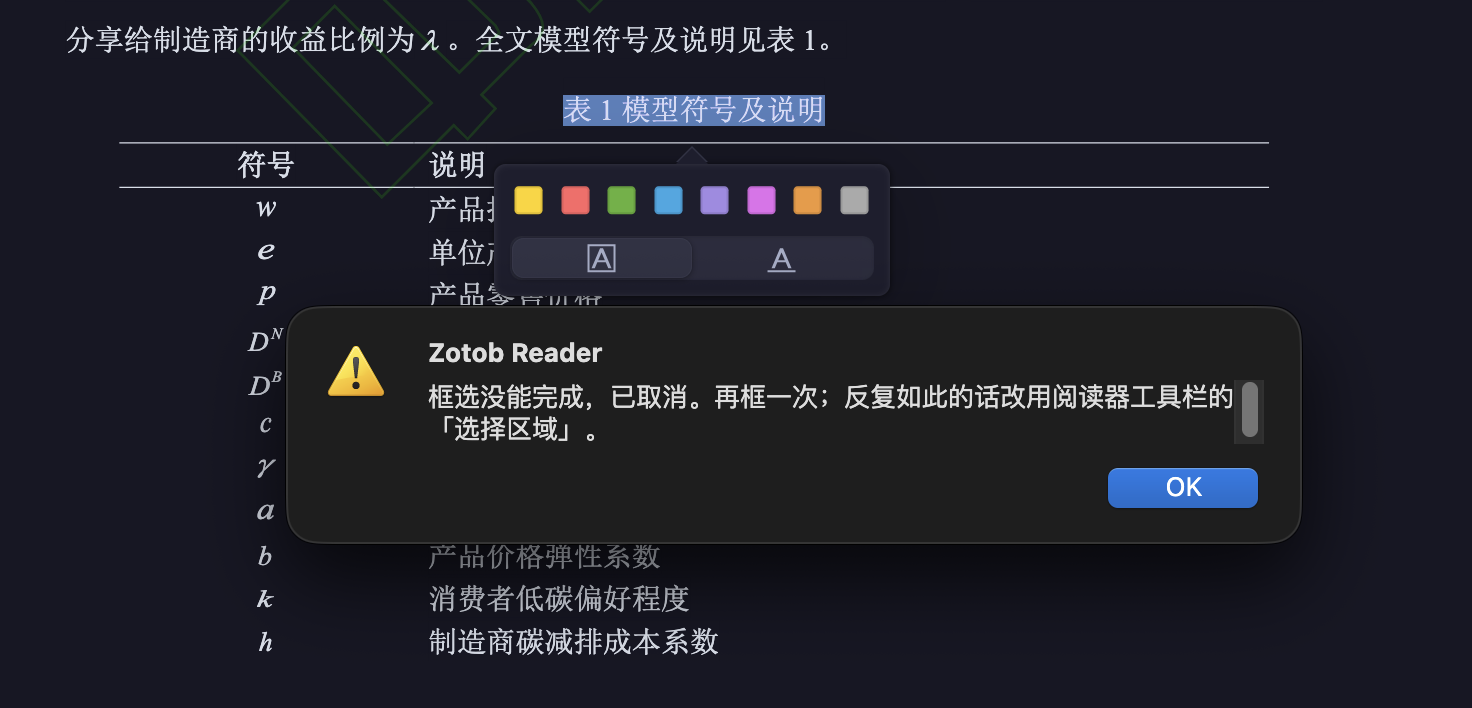 分享给制造商的收益比例为 λ 。全文模型符号及说明见表 1。
表 1 模型符号及说明
符号 说明
w 产品
e 单位
p 产品零售价格
A A
D^N
D^B
c
γ
a
Zotob Reader
框选没能完成，已取消。再框一次；反复如此的话改用阅读器工具栏的
「选择区域」。
OK
b 产品价格弹性系数
k 消费者低碳偏好程度
h 制造商碳减排成本系数